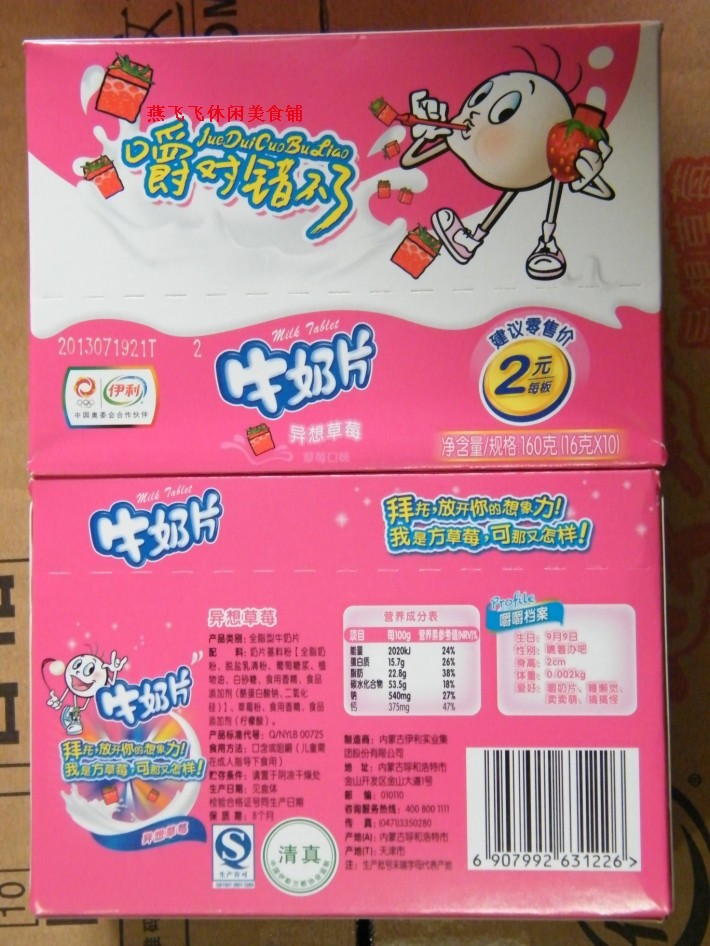 燕飞飞休闲美食铺
JueDuiCuoBuLiao
嚼对错不了
2013071921T 2
Milk Tablet
牛奶片
异想草莓
草莓口味
建议零售价
2元
每板
伊利
中国奥委会合作伙伴
净含量/规格 160克(16克X10)
Milk Tablet
牛奶片
拜托，放开你的想象力！
我是方草莓，可那又怎样！
牛奶片
拜托，放开你的想象力！
我是方草莓，可那又怎样！
异想草莓
异想草莓
产品类别：全脂型牛奶片
配 料：奶片基料粉【全脂奶
粉、脱盐乳清粉、葡萄糖浆、植
物油、白砂糖、食用香精、食品
添加剂(酪蛋白酸钠、二氧化
硅)】、草莓粉、食用香精、食品
添加剂(柠檬酸)。
产品标准代号：Q/NYLB 0072S
食用方法：口含或咀嚼(儿童需
在成人指导下食用)
贮存条件：请置于阴凉干燥处
生产日期：见盒体
检验合格证号同生产日期
保 质 期：8个月
生产许可
清真
营养成分表
项目 每100g 营养素参考值(NRV)%
能量 2020kJ 24%
蛋白质 15.7g 26%
脂肪 22.8g 38%
碳水化合物 53.5g 18%
钠 540mg 27%
钙 375mg 47%
Profile
嚼嚼档案
生日：9月9日
身高：2cm
体重：0.002kg
爱好：嚼奶片、睡懒觉、
卖卖萌、搞搞怪
制造商：内蒙古伊利实业集
团股份有限公司
地 址：内蒙古呼和浩特市
金山开发区金山大道1号
邮 编：010110
咨询服务热线：400 800 1111
传 真：(0471)3350280
产地(A)：内蒙古呼和浩特市
产地(T)：天津市
注：生产批号末端字母代表产地
6 907992 631226 >